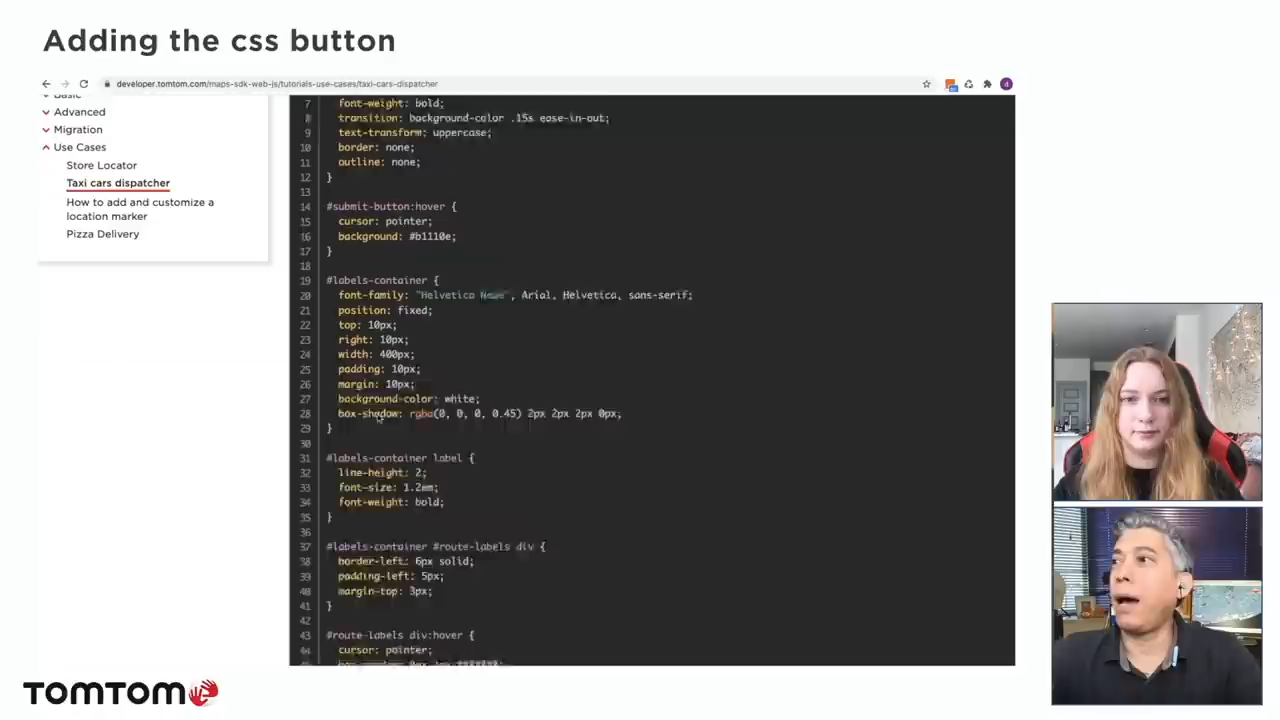 Adding the css button
developer.tomtom.com/maps-sdk-web-js/tutorials-use-cases/taxi-cars-dispatcher
Basic
Advanced
Migration
Use Cases
Store Locator
Taxi cars dispatcher
How to add and customize a
location marker
Pizza Delivery
7 font-weight: bold;
8 transition: background-color .15s ease-in-out;
9 text-transform: uppercase;
10 border: none;
11 outline: none;
12 }
13
14 #submit-button:hover {
15 cursor: pointer;
16 background: #b1110e;
17 }
18
19 #labels-container {
20 font-family: "Helvetica Neue", Arial, Helvetica, sans-serif;
21 position: fixed;
22 top: 10px;
23 right: 10px;
24 width: 400px;
25 padding: 10px;
26 margin: 10px;
27 background-color: white;
28 box-shadow: rgba(0, 0, 0, 0.45) 2px 2px 2px 0px;
29 }
30
31 #labels-container label {
32 line-height: 2;
33 font-size: 1.2em;
34 font-weight: bold;
35 }
36
37 #labels-container #route-labels div {
38 border-left: 6px solid;
39 padding-left: 5px;
40 margin-top: 3px;
41 }
42
43 #route-labels div:hover {
44 cursor: pointer;
TOMTOM